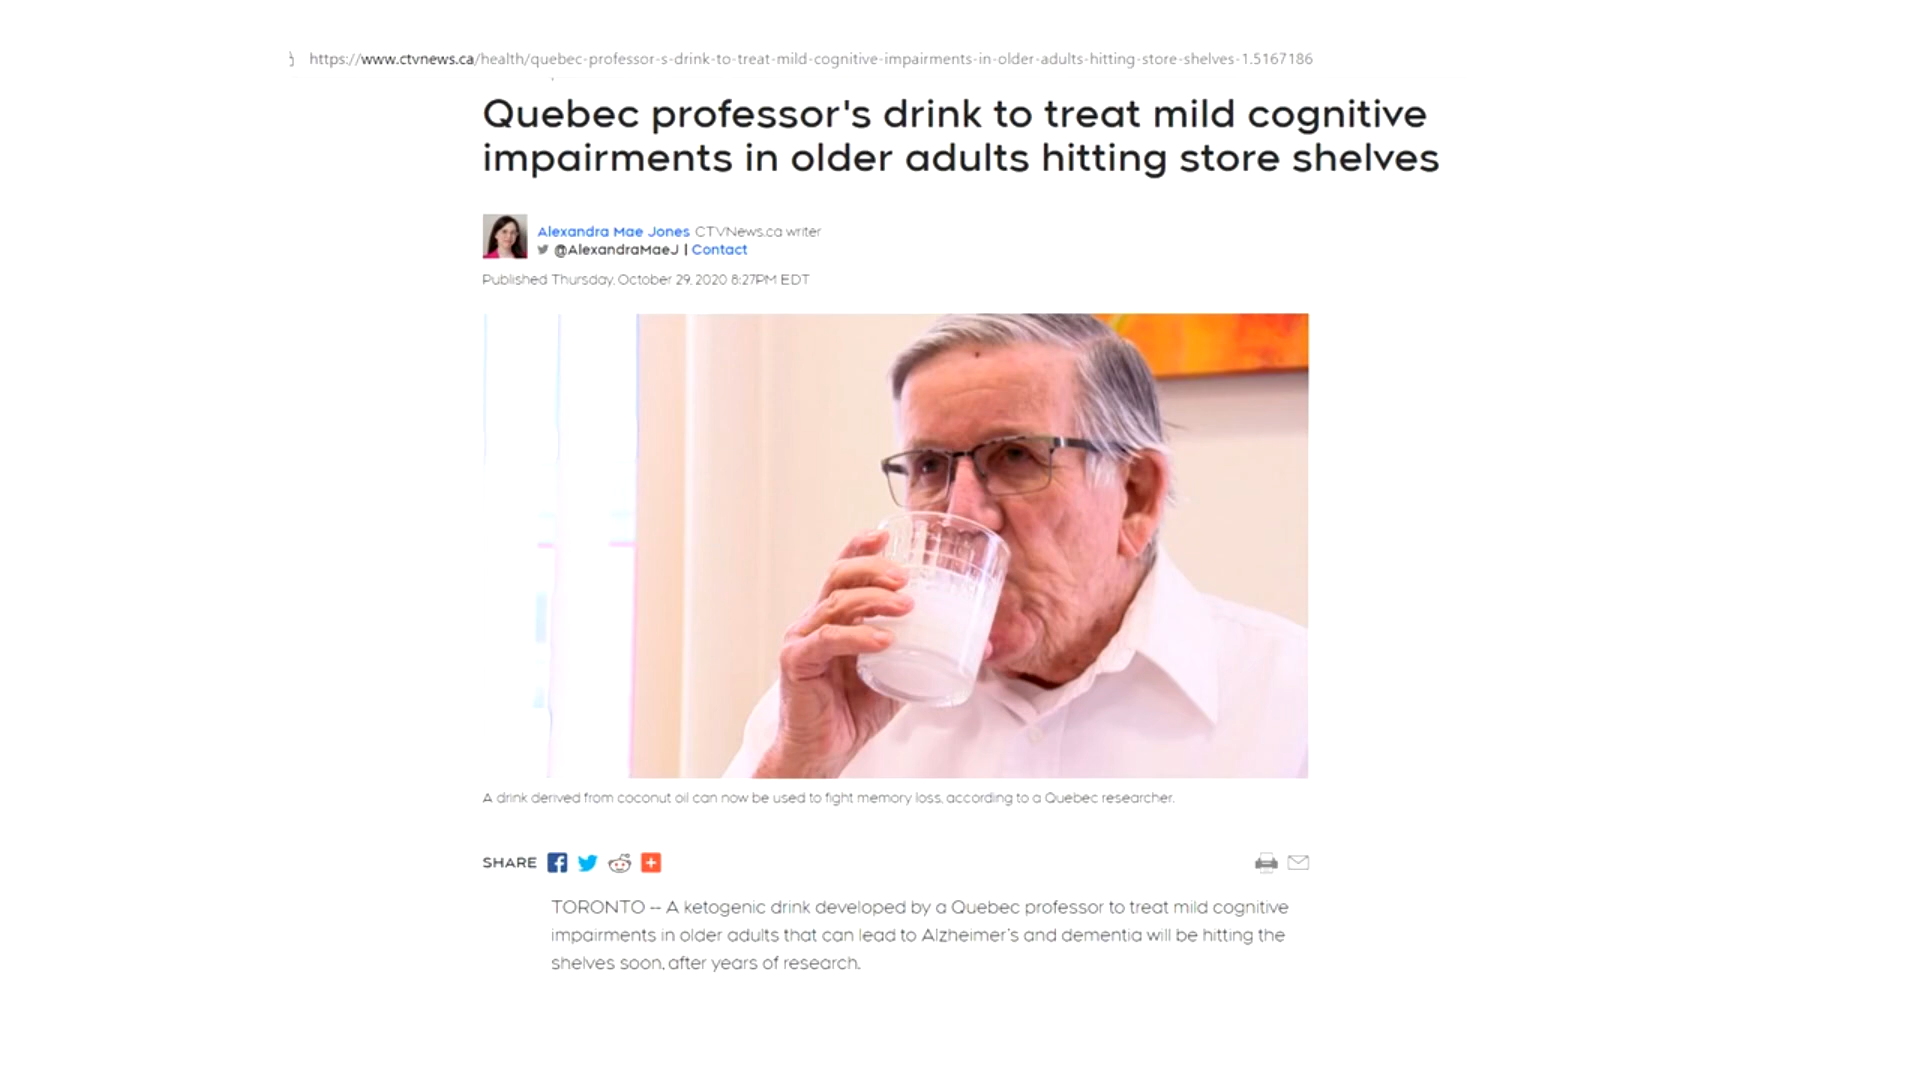 https://www.ctvnews.ca/health/quebec-professor-s-drink-to-treat-mild-cognitive-impairments-in-older-adults-hitting-store-shelves-1.5167186
Quebec professor's drink to treat mild cognitive
impairments in older adults hitting store shelves
Alexandra Mae Jones CTVNews.ca writer
@AlexandraMaeJ | Contact
Published Thursday, October 29, 2020 8:27PM EDT
A drink derived from coconut oil can now be used to fight memory loss, according to a Quebec researcher.
SHARE
TORONTO -- A ketogenic drink developed by a Quebec professor to treat mild cognitive
impairments in older adults that can lead to Alzheimer's and dementia will be hitting the
shelves soon, after years of research.